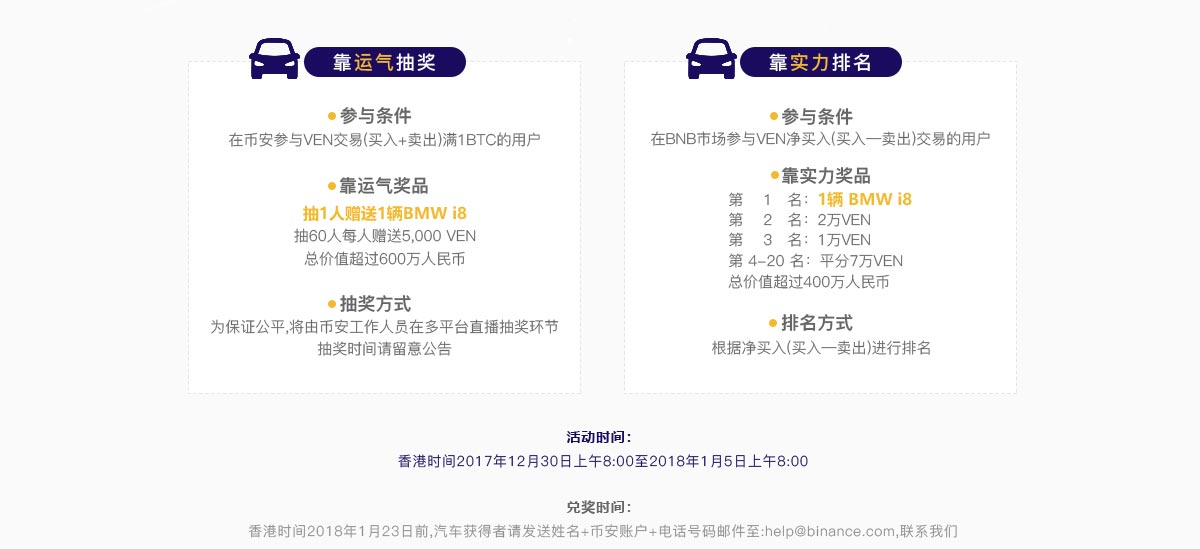 靠运气抽奖
参与条件
在币安参与VEN交易(买入+卖出)满1BTC的用户
靠运气奖品
抽1人赠送1辆BMW i8
抽60人每人赠送5,000 VEN
总价值超过600万人民币
抽奖方式
为保证公平,将由币安工作人员在多平台直播抽奖环节
抽奖时间请留意公告
靠实力排名
参与条件
在BNB市场参与VEN净买入(买入—卖出)交易的用户
靠实力奖品
第 1 名：1辆 BMW i8
第 2 名：2万VEN
第 3 名：1万VEN
第 4–20 名：平分7万VEN
总价值超过400万人民币
排名方式
根据净买入(买入—卖出)进行排名
活动时间：
香港时间2017年12月30日上午8:00至2018年1月5日上午8:00
兑奖时间：
香港时间2018年1月23日前,汽车获得者请发送姓名+币安账户+电话号码邮件至:help@binance.com,联系我们